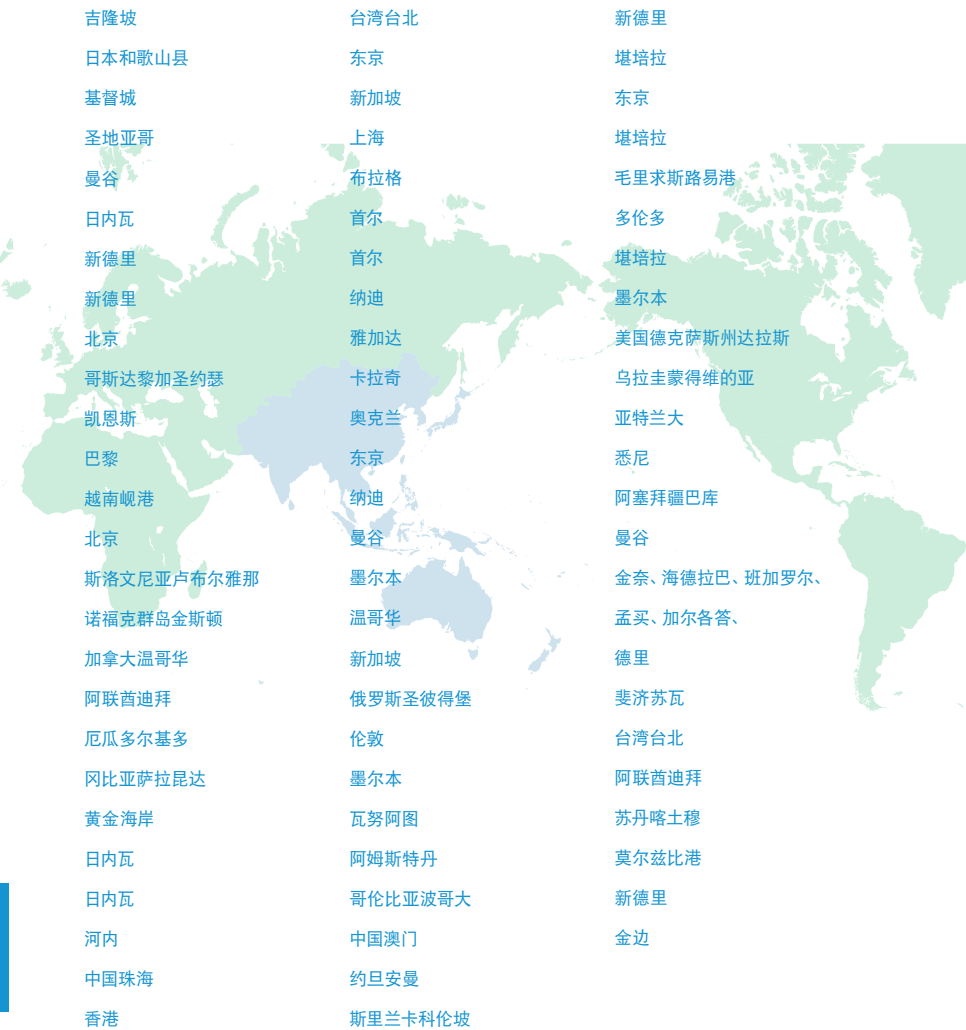 吉隆坡
日本和歌山县
基督城
圣地亚哥
曼谷
日内瓦
新德里
新德里
北京
哥斯达黎加圣约瑟
凯恩斯
巴黎
越南岘港
北京
斯洛文尼亚卢布尔雅那
诺福克群岛金斯顿
加拿大温哥华
阿联酋迪拜
厄瓜多尔基多
冈比亚萨拉昆达
黄金海岸
日内瓦
日内瓦
河内
中国珠海
香港
台湾台北
东京
新加坡
上海
布拉格
首尔
首尔
纳迪
雅加达
卡拉奇
奥克兰
东京
纳迪
曼谷
墨尔本
温哥华
新加坡
俄罗斯圣彼得堡
伦敦
墨尔本
瓦努阿图
阿姆斯特丹
哥伦比亚波哥大
中国澳门
约旦安曼
斯里兰卡科伦坡
新德里
堪培拉
东京
堪培拉
毛里求斯路易港
多伦多
堪培拉
墨尔本
美国德克萨斯州达拉斯
乌拉圭蒙得维的亚
亚特兰大
悉尼
阿塞拜疆巴库
曼谷
金奈、海德拉巴、班加罗尔、
孟买、加尔各答、
德里
斐济苏瓦
台湾台北
阿联酋迪拜
苏丹喀土穆
莫尔兹比港
新德里
金边